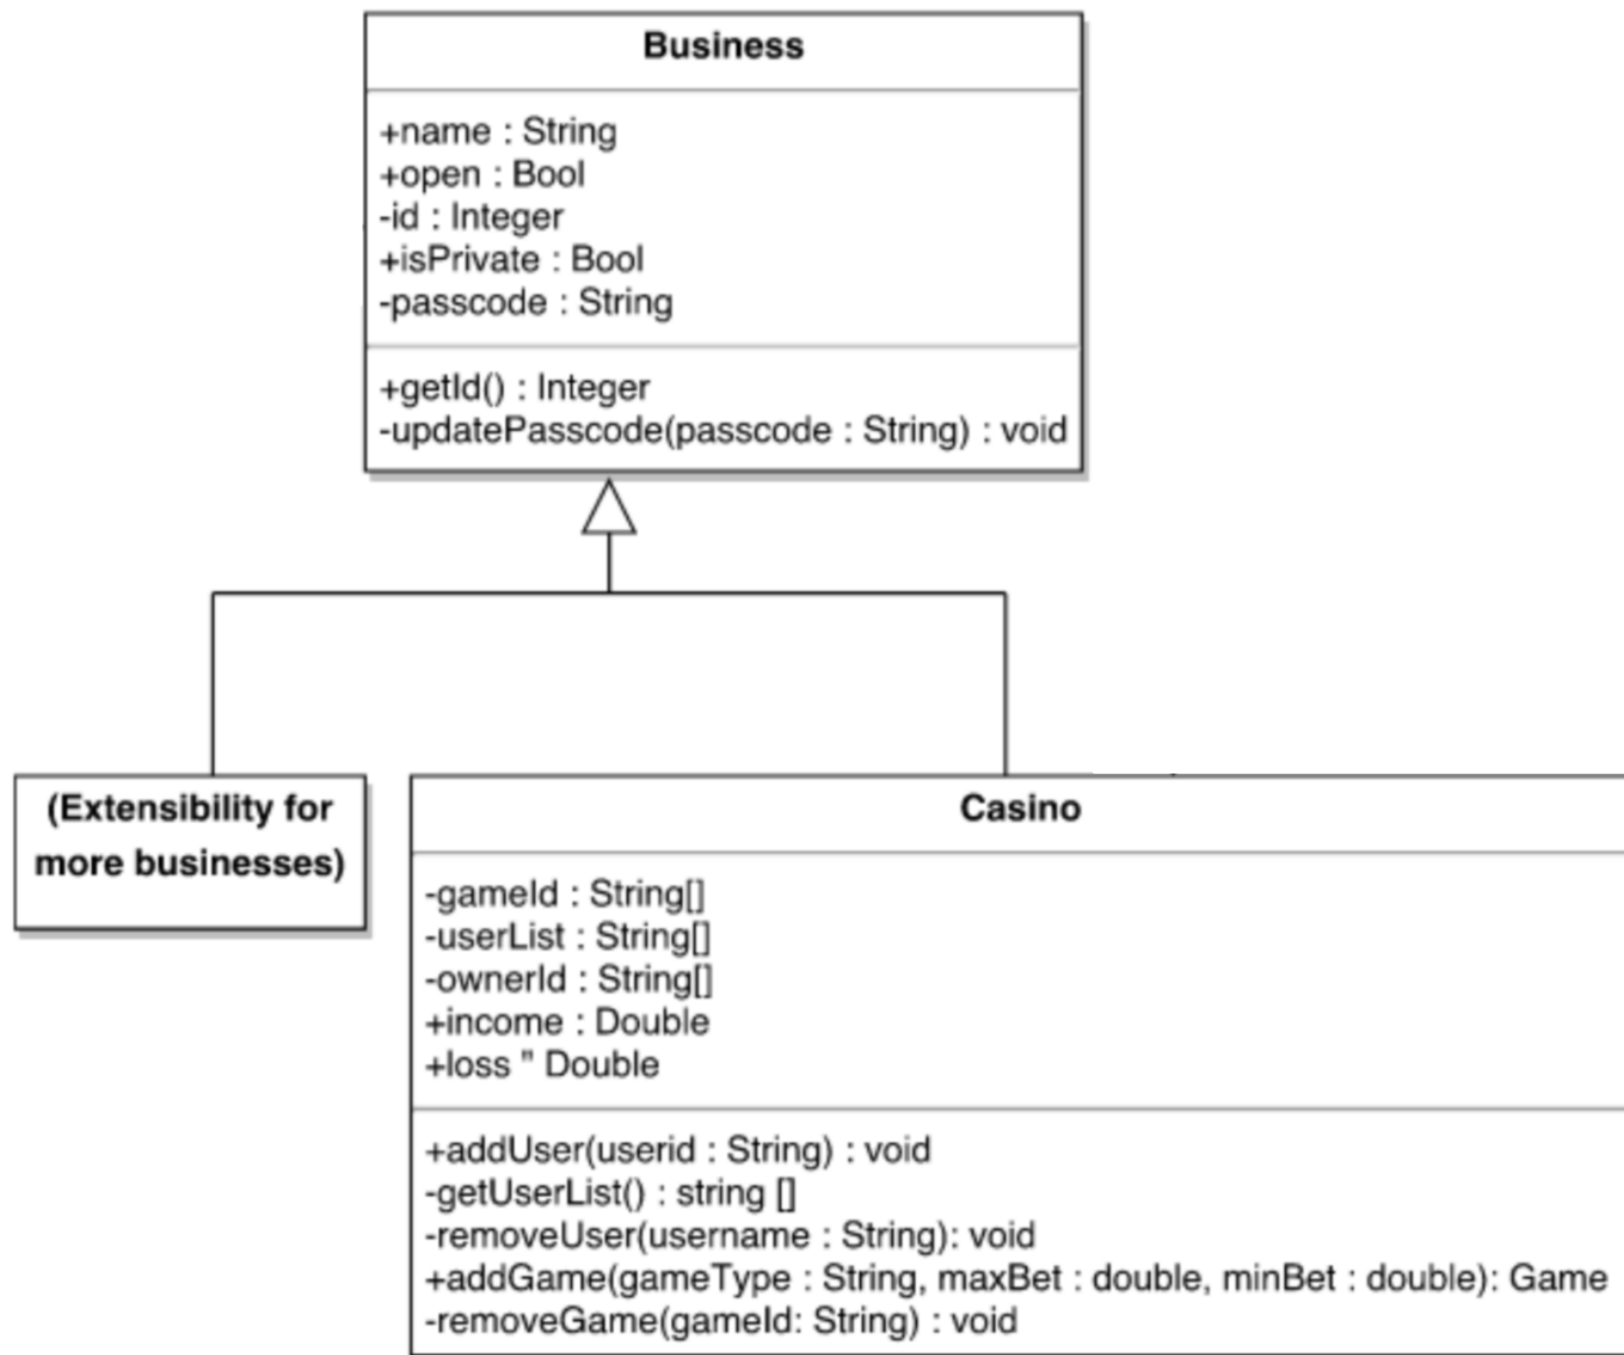 Business
+name : String
+open : Bool
-id : Integer
+isPrivate : Bool
-passcode : String
+getId() : Integer
-updatePasscode(passcode : String) : void
(Extensibility for
more businesses)
Casino
-gameId : String[]
-userList : String[]
-ownerId : String[]
+income : Double
+loss " Double
+addUser(userid : String) : void
-getUserList() : string []
-removeUser(username : String): void
+addGame(gameType : String, maxBet : double, minBet : double): Game
-removeGame(gameId: String) : void